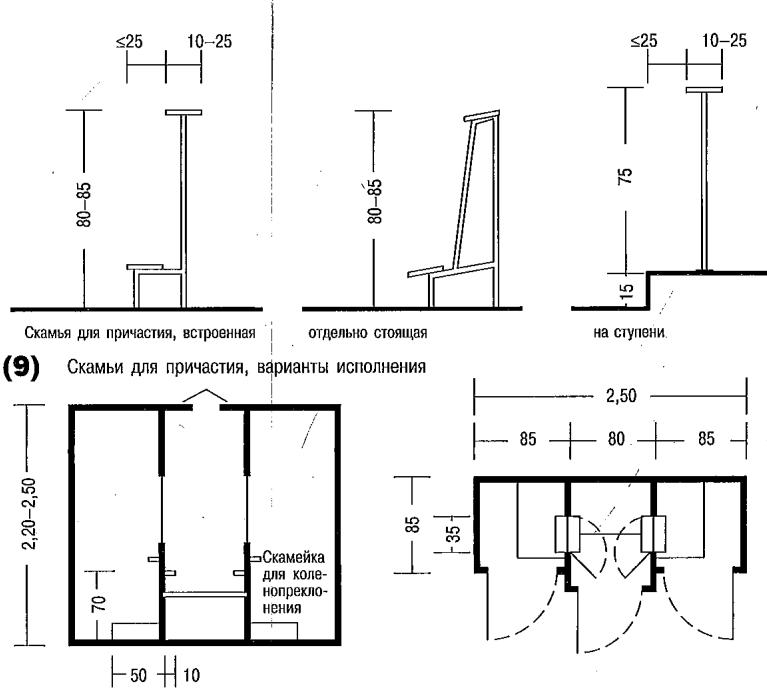 ≤25
10–25
≤25
10–25
80–85
80–85
75
15
Скамья для причастия, встроенная
отдельно стоящая
на ступени
(9)
Скамьи для причастия, варианты исполнения
2,50
85
80
85
2,20–2,50
85
35
Скамейка
для коле-
нопрекло-
нения
70
50
10